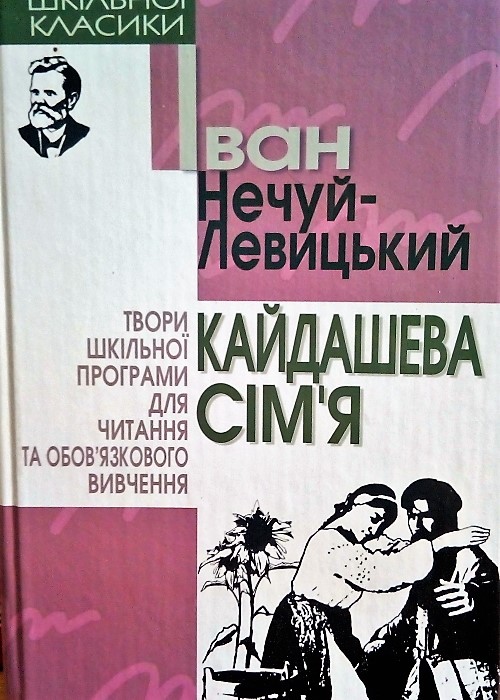 ШКІЛЬНОЇ
КЛАСИКИ
Іван
Нечуй-
Левицький
КАЙДАШЕВА
СІМ'Я
ТВОРИ
ШКІЛЬНОЇ
ПРОГРАМИ
ДЛЯ
ЧИТАННЯ
ТА ОБОВ'ЯЗКОВОГО
ВИВЧЕННЯ